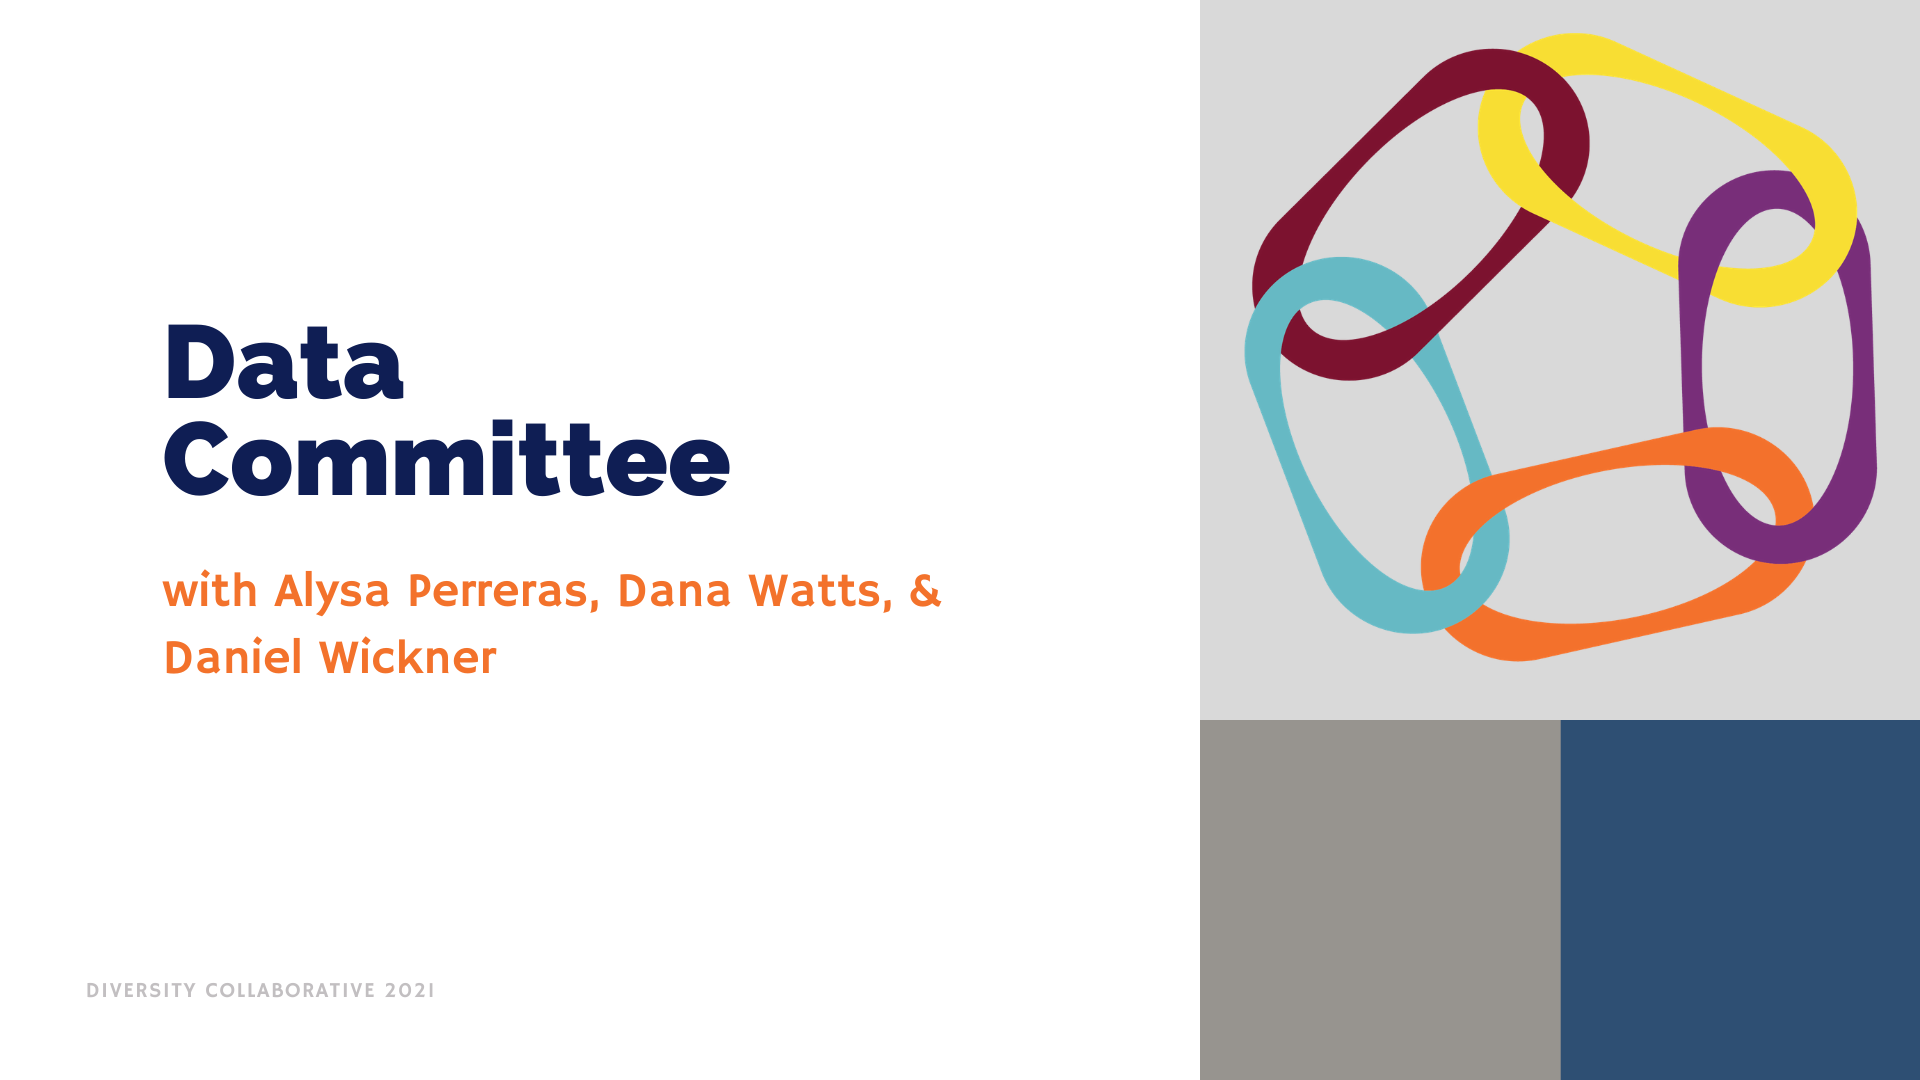 Data
Committee
with Alysa Perreras, Dana Watts, &
Daniel Wickner
DIVERSITY COLLABORATIVE 2021